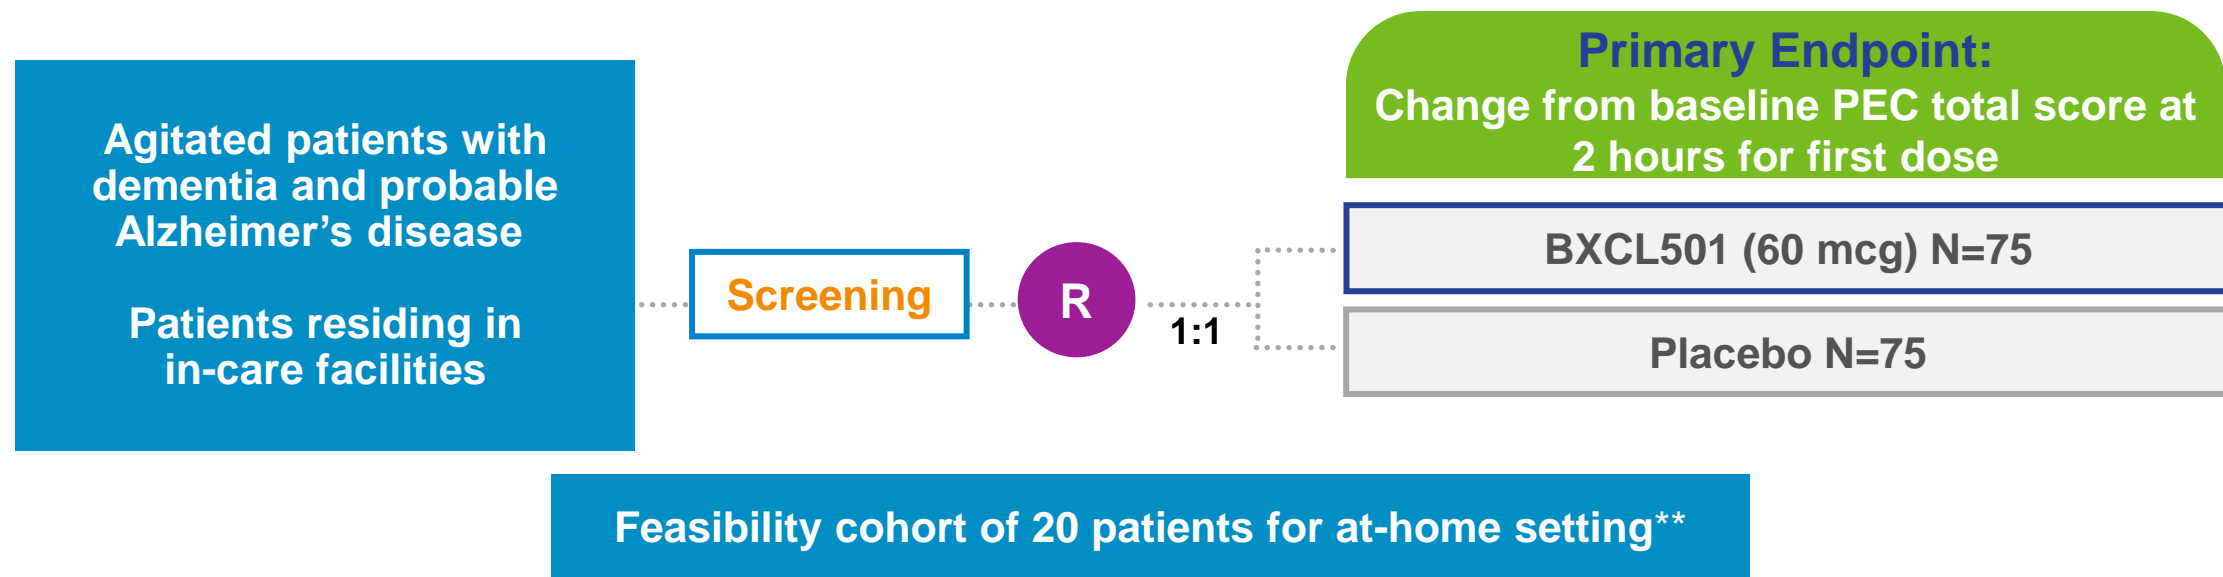 Agitated patients with
dementia and probable
Alzheimer’s disease
Patients residing in
in-care facilities
Screening
R
1:1
Primary Endpoint:
Change from baseline PEC total score at
2 hours for first dose
BXCL501 (60 mcg) N=75
Placebo N=75
Feasibility cohort of 20 patients for at-home setting**